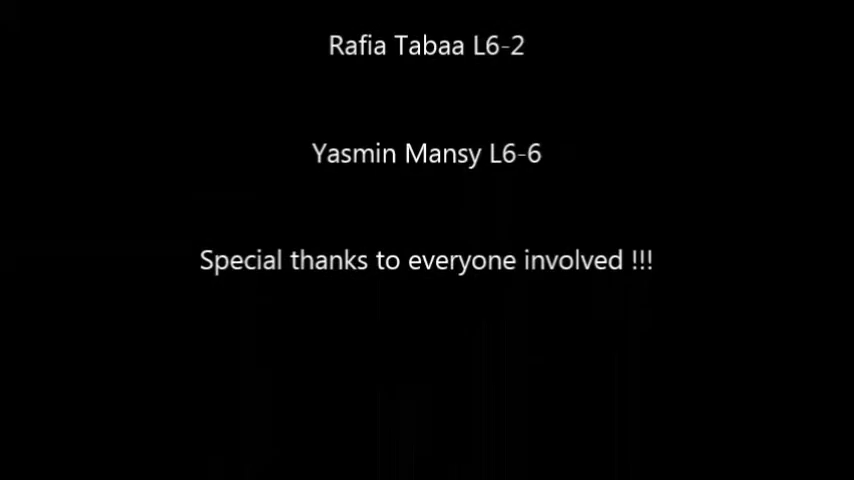 Rafia Tabaa L6-2
Yasmin Mansy L6-6
Special thanks to everyone involved !!!